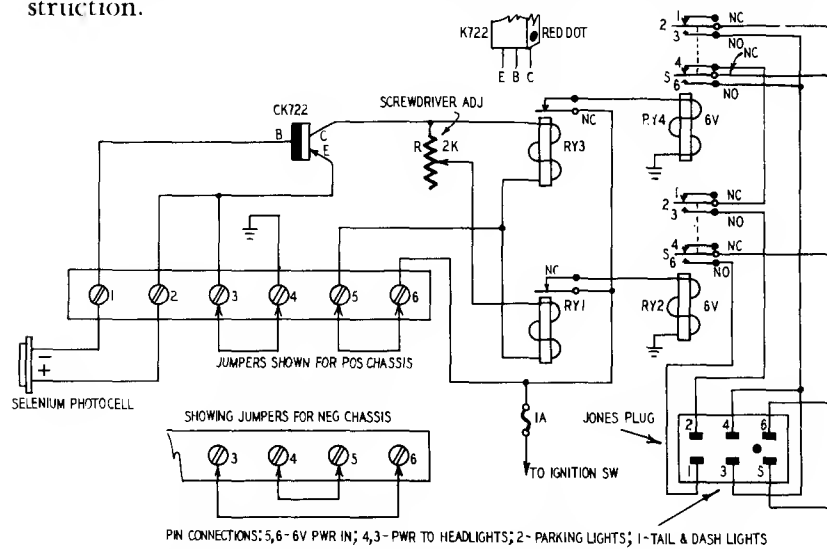 struction.
K722
RED DOT
E B C
CK722
B
C
E
SCREWDRIVER ADJ
R
2K
NC
RY3
RY4
6V
1
2
3
NC
NO
NC
4
S
6
NO
1
2
3
NC
NO
4
S
6
NC
NO
NC
RY1
RY2
6V
1
2
3
4
5
6
JUMPERS SHOWN FOR POS CHASSIS
−
+
SELENIUM PHOTOCELL
SHOWING JUMPERS FOR NEG CHASSIS
3
4
5
6
1A
TO IGNITION SW
JONES PLUG
2
4
6
1
3
S
PIN CONNECTIONS: 5,6-6V PWR IN; 4,3-PWR TO HEADLIGHTS; 2-PARKING LIGHTS; 1-TAIL & DASH LIGHTS